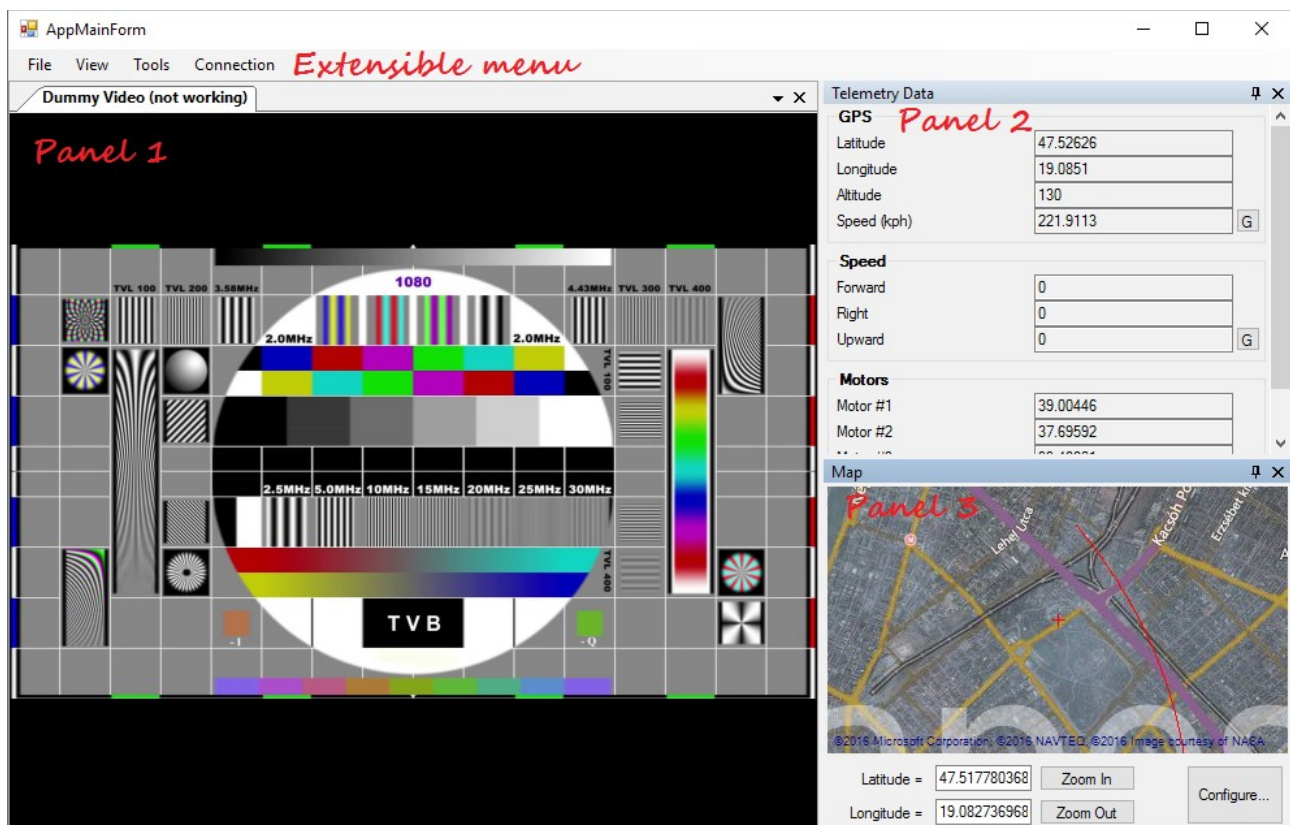 AppMainForm
File View Tools Connection Extensible menu
Dummy Video (not working)
Panel 1
TVL 100 TVL 200 3.58MHz 1080 4.43MHz TVL 300 TVL 400
2.0MHz 2.0MHz
TVL 100
2.5MHz 5.0MHz 10MHz 15MHz 20MHz 25MHz 30MHz
TVL 400
TVB
-I -Q
Telemetry Data
Panel 2
GPS
Latitude 47.52626
Longitude 19.0851
Altitude 130
Speed (kph) 221.9113 G
Speed
Forward 0
Right 0
Upward 0 G
Motors
Motor #1 39.00446
Motor #2 37.69592
Map
Panel 3
Lehel Utca
Kacsóh Po
Erzsébet k
©2016 Microsoft Corporation, ©2016 NAVTEQ, ©2016 Image courtesy of NASA
Latitude = 47.517780368 Zoom In
Configure...
Longitude = 19.082736968 Zoom Out